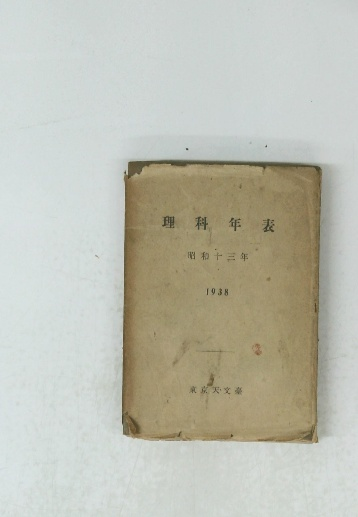 理科年表
昭和十三年
1938
東京天文臺